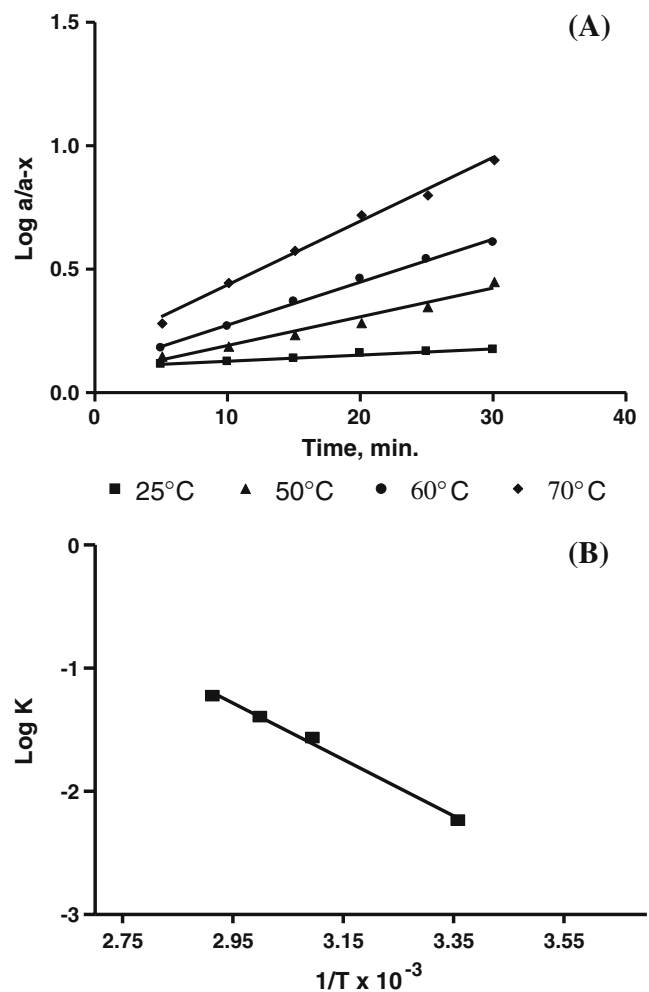 (A)
1.5
1.0
0.5
0.0
Log a/a-x
0 10 20 30 40
Time, min.
25°C 50°C 60°C 70°C
(B)
0
-1
-2
-3
Log K
2.75 2.95 3.15 3.35 3.55
1/T x 10⁻³